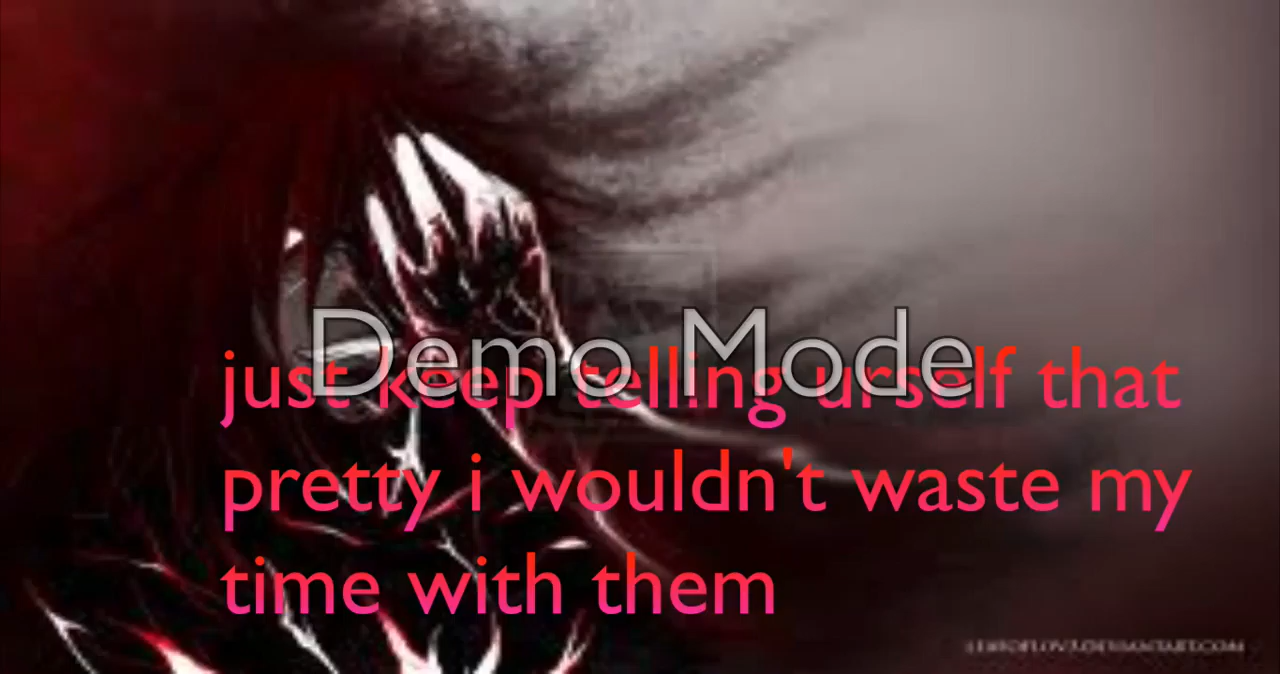 Demo Mode
just keep telling urself that
pretty i wouldn't waste my
time with them